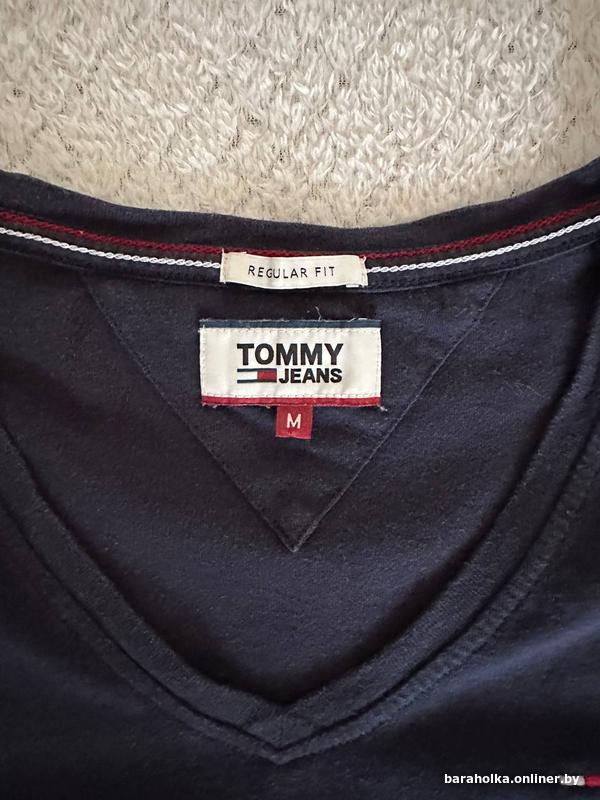 REGULAR FIT
TOMMY
JEANS
M
baraholka.onliner.by